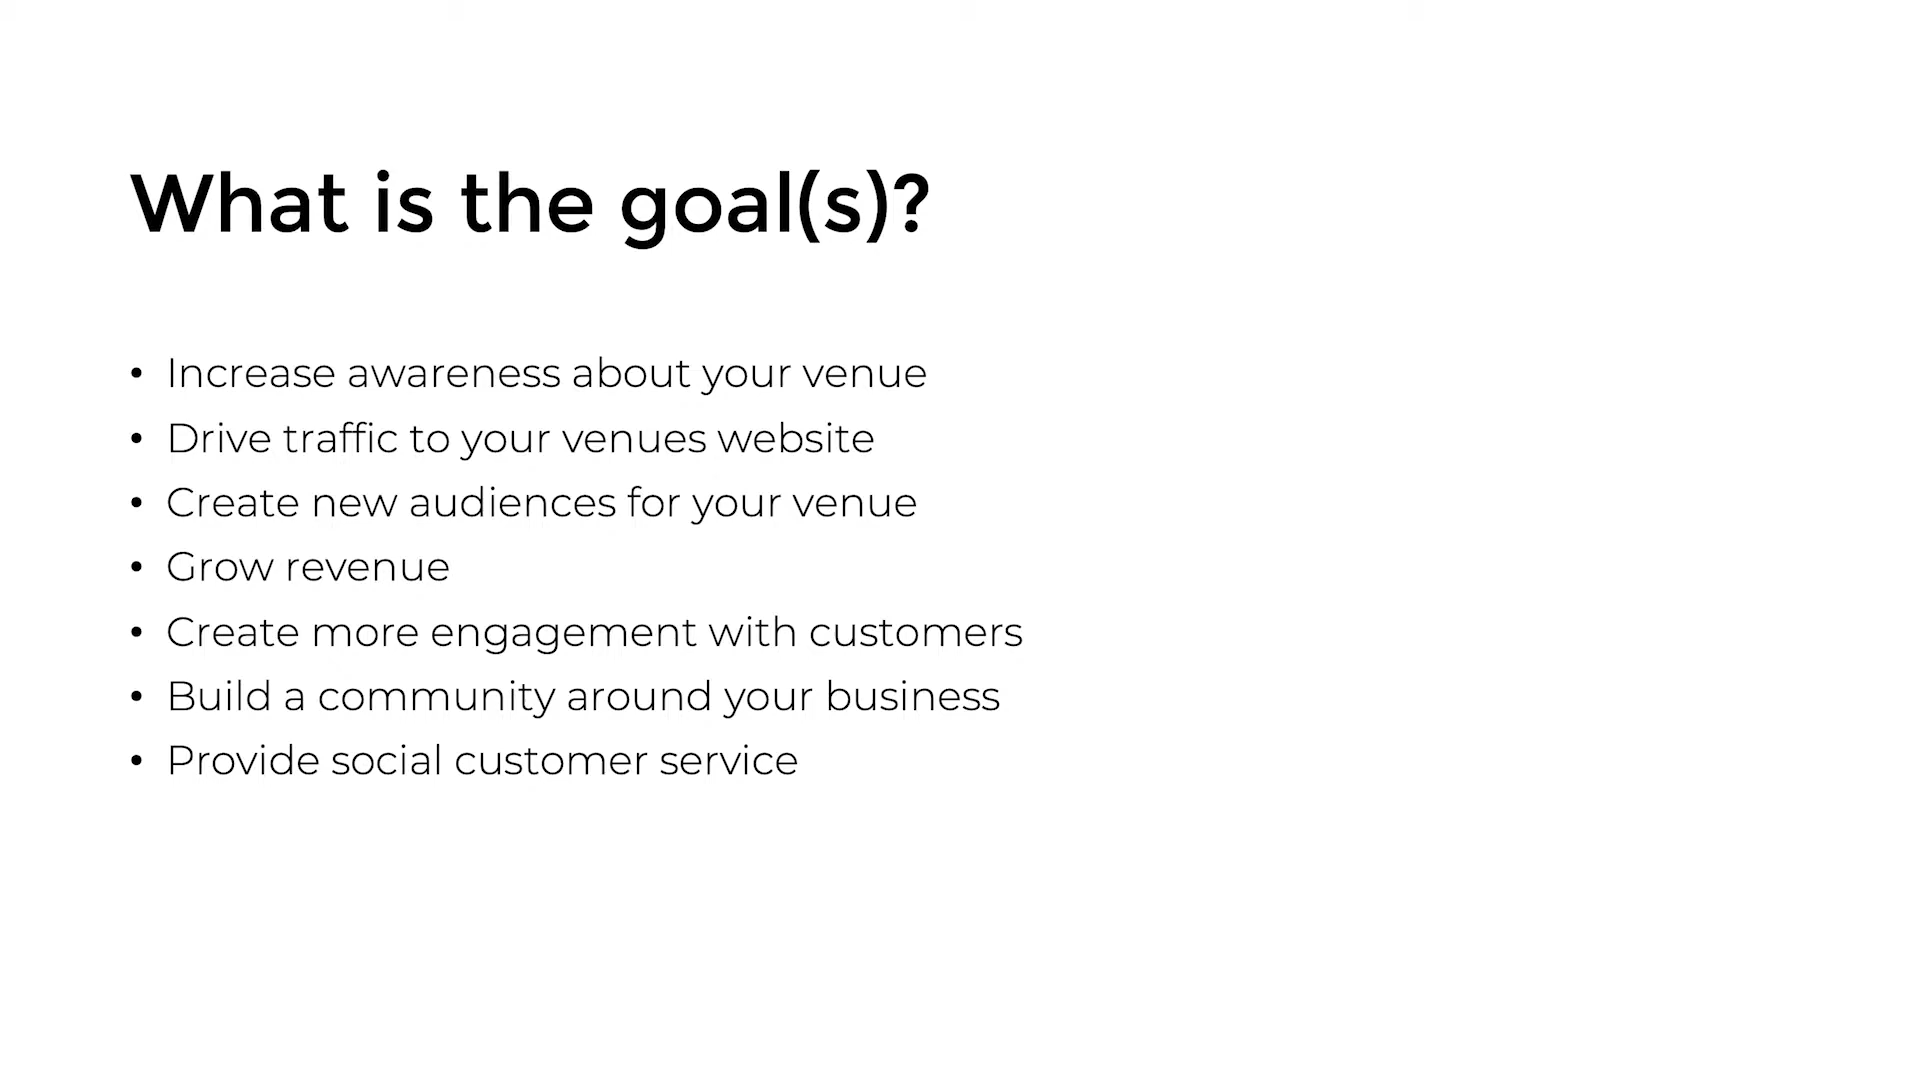 What is the goal(s)?
• Increase awareness about your venue
• Drive traffic to your venues website
• Create new audiences for your venue
• Grow revenue
• Create more engagement with customers
• Build a community around your business
• Provide social customer service